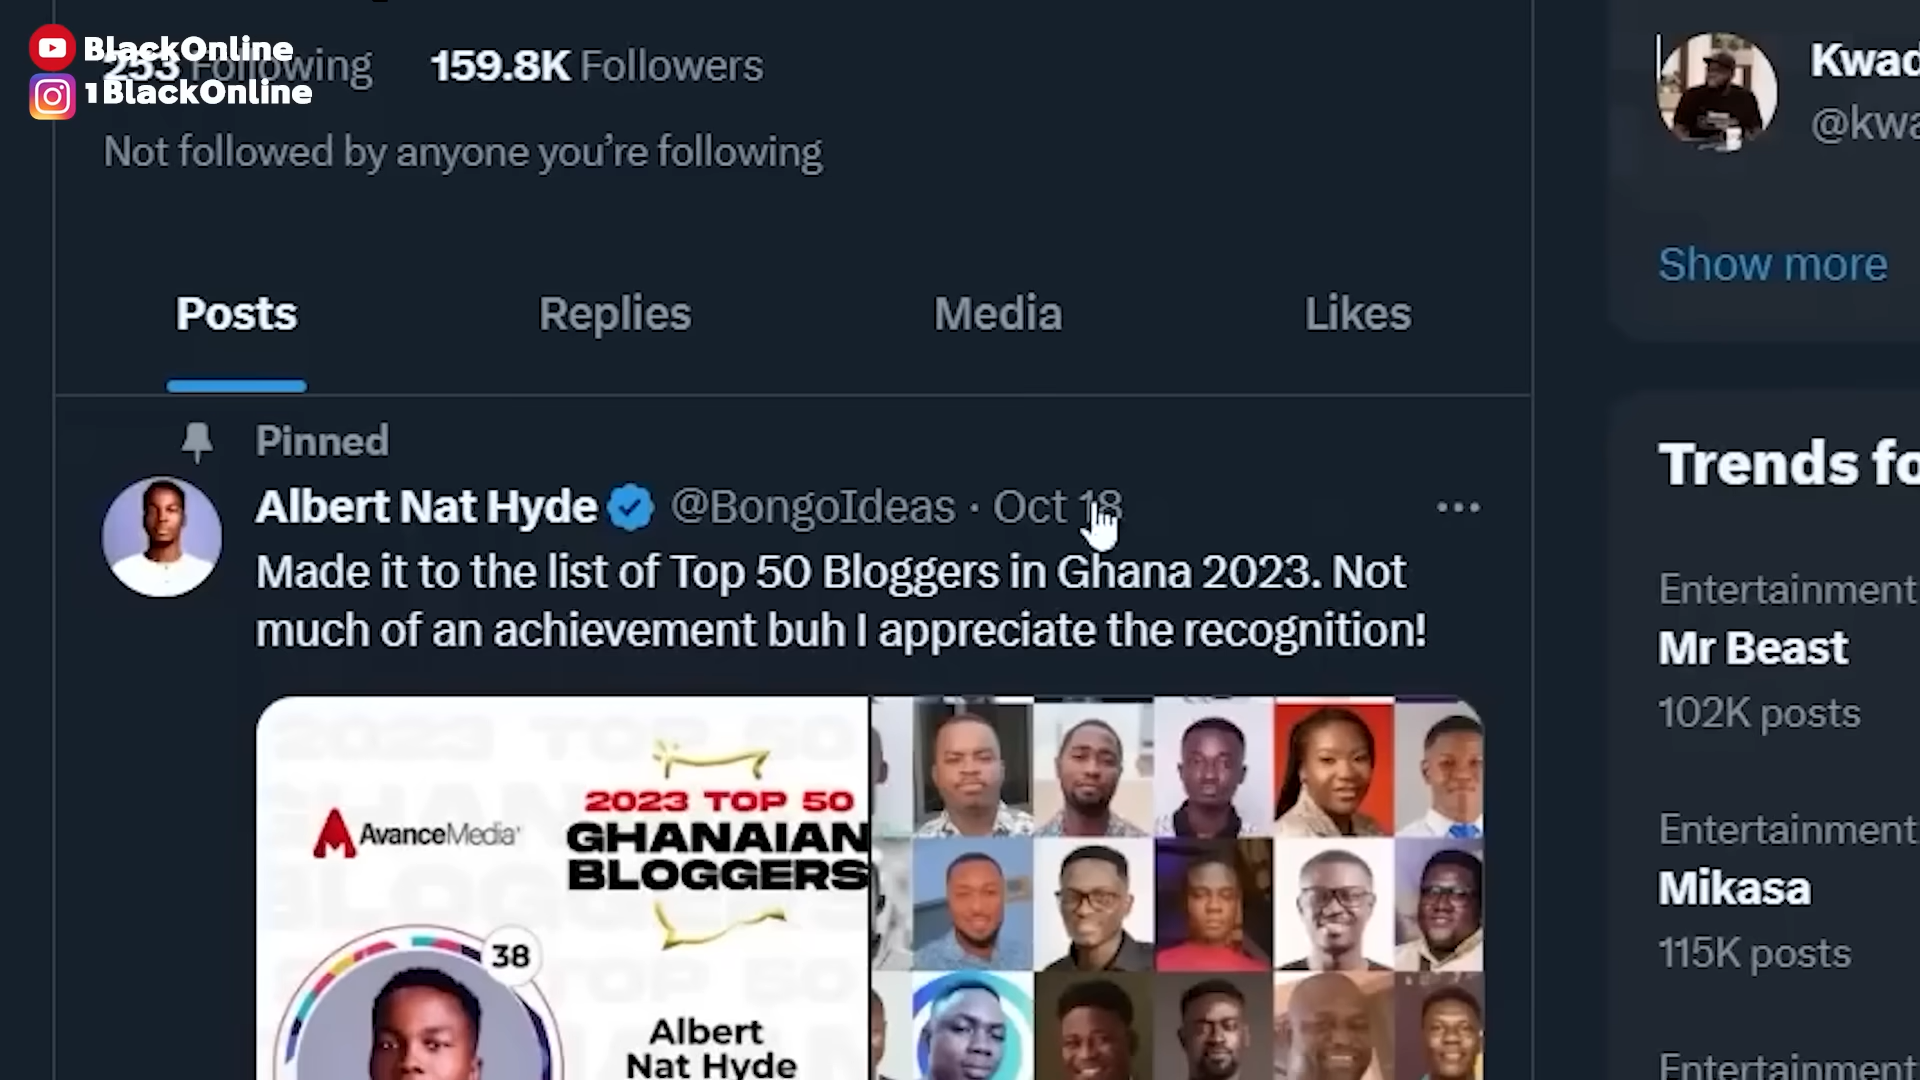 BlackOnline
1BlackOnline
253 Following 159.8K Followers
Not followed by anyone you’re following
Posts Replies Media Likes
Pinned
Albert Nat Hyde @BongoIdeas · Oct 18
Made it to the list of Top 50 Bloggers in Ghana 2023. Not
much of an achievement buh I appreciate the recognition!
AvanceMedia
2023 TOP 50
GHANAIAN
BLOGGERS
38
Albert
Nat Hyde
Kwad
@kwa
Show more
Trends fo
Entertainment
Mr Beast
102K posts
Entertainment
Mikasa
115K posts
Entertainment